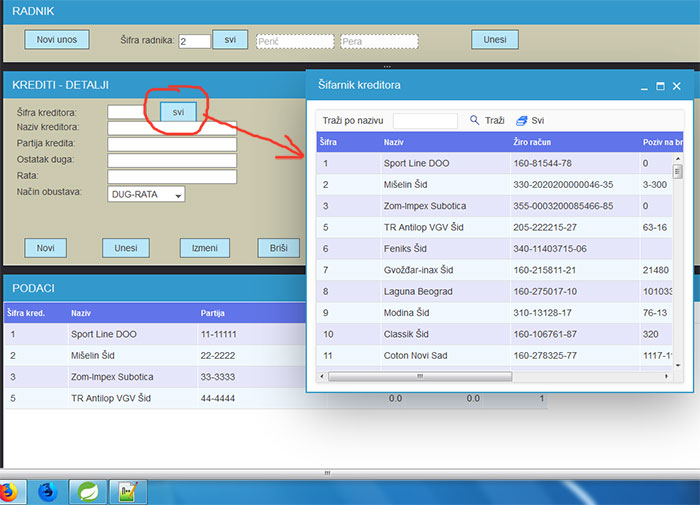 RADNIK
Novi unos
Šifra radnika: 2 svi Perić Pera
Unesi
KREDITI - DETALJI
Šifra kreditora: svi
Naziv kreditora:
Partija kredita:
Ostatak duga:
Rata:
Način obustava: DUG-RATA
Novi Unesi Izmeni Briši
Šifarnik kreditora
Traži po nazivu Traži Svi
Šifra Naziv Žiro račun Poziv na br
1 Sport Line DOO 160-81544-78 0
2 Mišelin Šid 330-2020200000046-35 3-300
3 Zom-Impex Subotica 355-0003200085466-85 0
5 TR Antilop VGV Šid 205-222215-27 63-16
6 Feniks Šid 340-11403715-06
7 Gvožđar-inax Šid 160-215811-21 21480
8 Laguna Beograd 160-275017-10 101033
9 Modina Šid 310-13128-17 76-13
10 Classik Šid 160-106761-87 320
11 Coton Novi Sad 160-278325-77 1117-1
PODACI
Šifra kred. Naziv Partija
1 Sport Line DOO 11-11111
2 Mišelin Šid 22-2222
3 Zom-Impex Subotica 33-3333
5 TR Antilop VGV Šid 44-4444 0.0 0.0 1